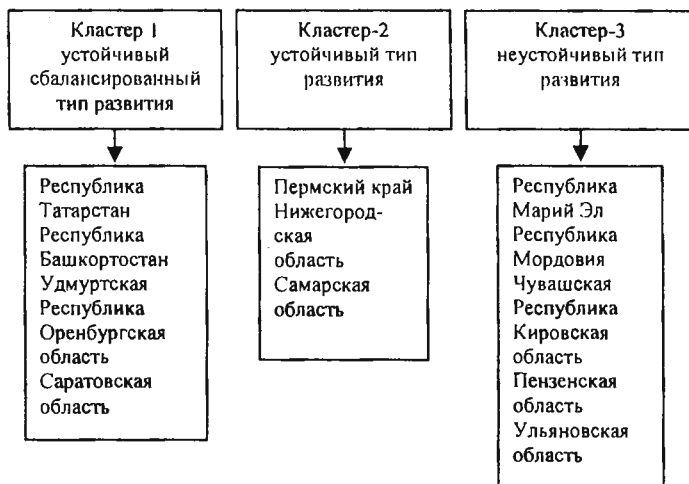 Кластер 1
устойчивый
сбалансированный
тип развития
Республика
Татарстан
Республика
Башкортостан
Удмуртская
Республика
Оренбургская
область
Саратовская
область
Кластер-2
устойчивый тип
развития
Пермский край
Нижегород-
ская
область
Самарская
область
Кластер-3
неустойчивый тип
развития
Республика
Марий Эл
Республика
Мордовия
Чувашская
Республика
Кировская
область
Пензенская
область
Ульяновская
область